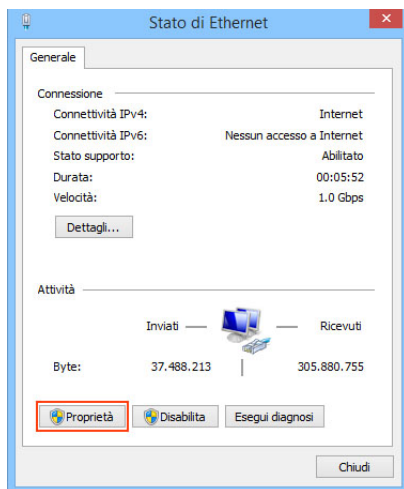 Stato di Ethernet
Generale
Connessione
Connettività IPv4: Internet
Connettività IPv6: Nessun accesso a Internet
Stato supporto: Abilitato
Durata: 00:05:52
Velocità: 1.0 Gbps
Dettagli...
Attività
Inviati Ricevuti
Byte: 37.488.213 305.880.755
Proprietà Disabilita Esegui diagnosi
Chiudi